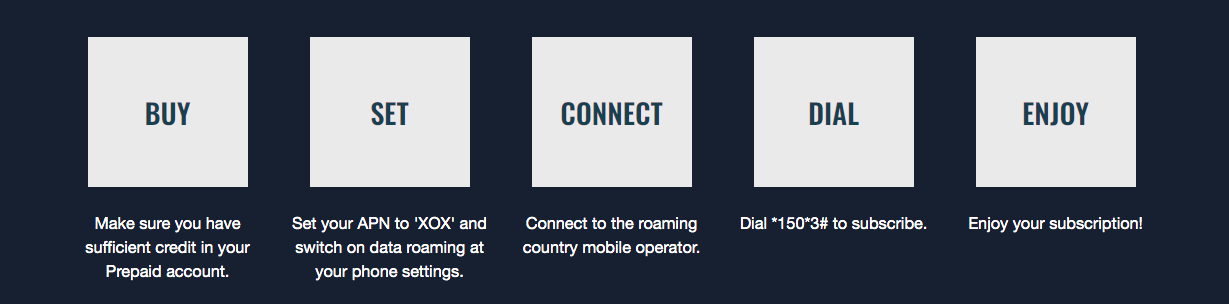 BUY
Make sure you have
sufficient credit in your
Prepaid account.
SET
Set your APN to 'XOX' and
switch on data roaming at
your phone settings.
CONNECT
Connect to the roaming
country mobile operator.
DIAL
Dial *150*3# to subscribe.
ENJOY
Enjoy your subscription!